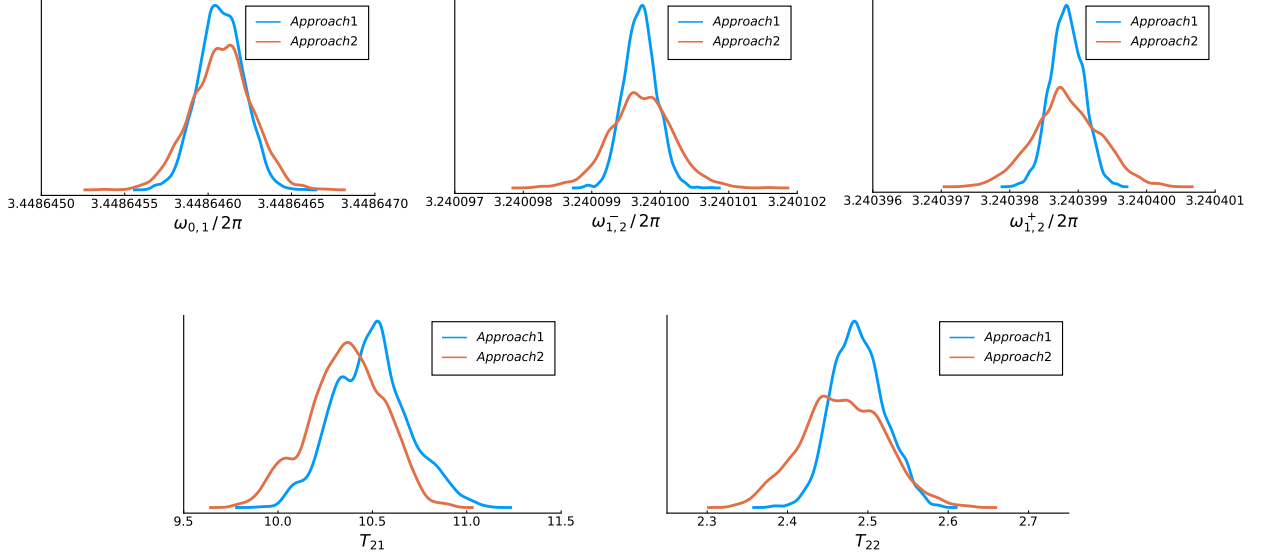 Approach1
Approach2
3.4486450 3.4486455 3.4486460 3.4486465 3.4486470
ω0,1/2π
Approach1
Approach2
3.240097 3.240098 3.240099 3.240100 3.240101 3.240102
ω−1,2/2π
Approach1
Approach2
3.240396 3.240397 3.240398 3.240399 3.240400 3.240401
ω+1,2/2π
Approach1
Approach2
9.5 10.0 10.5 11.0 11.5
T21
Approach1
Approach2
2.3 2.4 2.5 2.6 2.7
T22